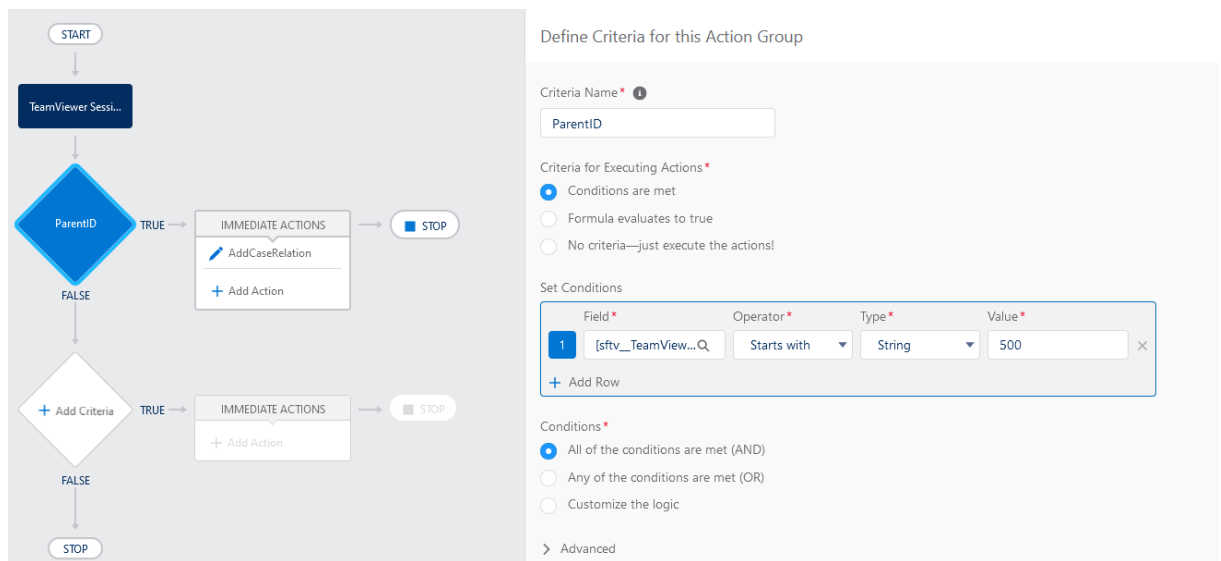 START
TeamViewer Sessi...
ParentID
TRUE
IMMEDIATE ACTIONS
AddCaseRelation
+ Add Action
STOP
FALSE
+ Add Criteria
TRUE
IMMEDIATE ACTIONS
+ Add Action
STOP
FALSE
STOP
Define Criteria for this Action Group
Criteria Name*
ParentID
Criteria for Executing Actions*
Conditions are met
Formula evaluates to true
No criteria—just execute the actions!
Set Conditions
Field* Operator* Type* Value*
1 [sftv__TeamView... Starts with String 500
+ Add Row
Conditions*
All of the conditions are met (AND)
Any of the conditions are met (OR)
Customize the logic
Advanced